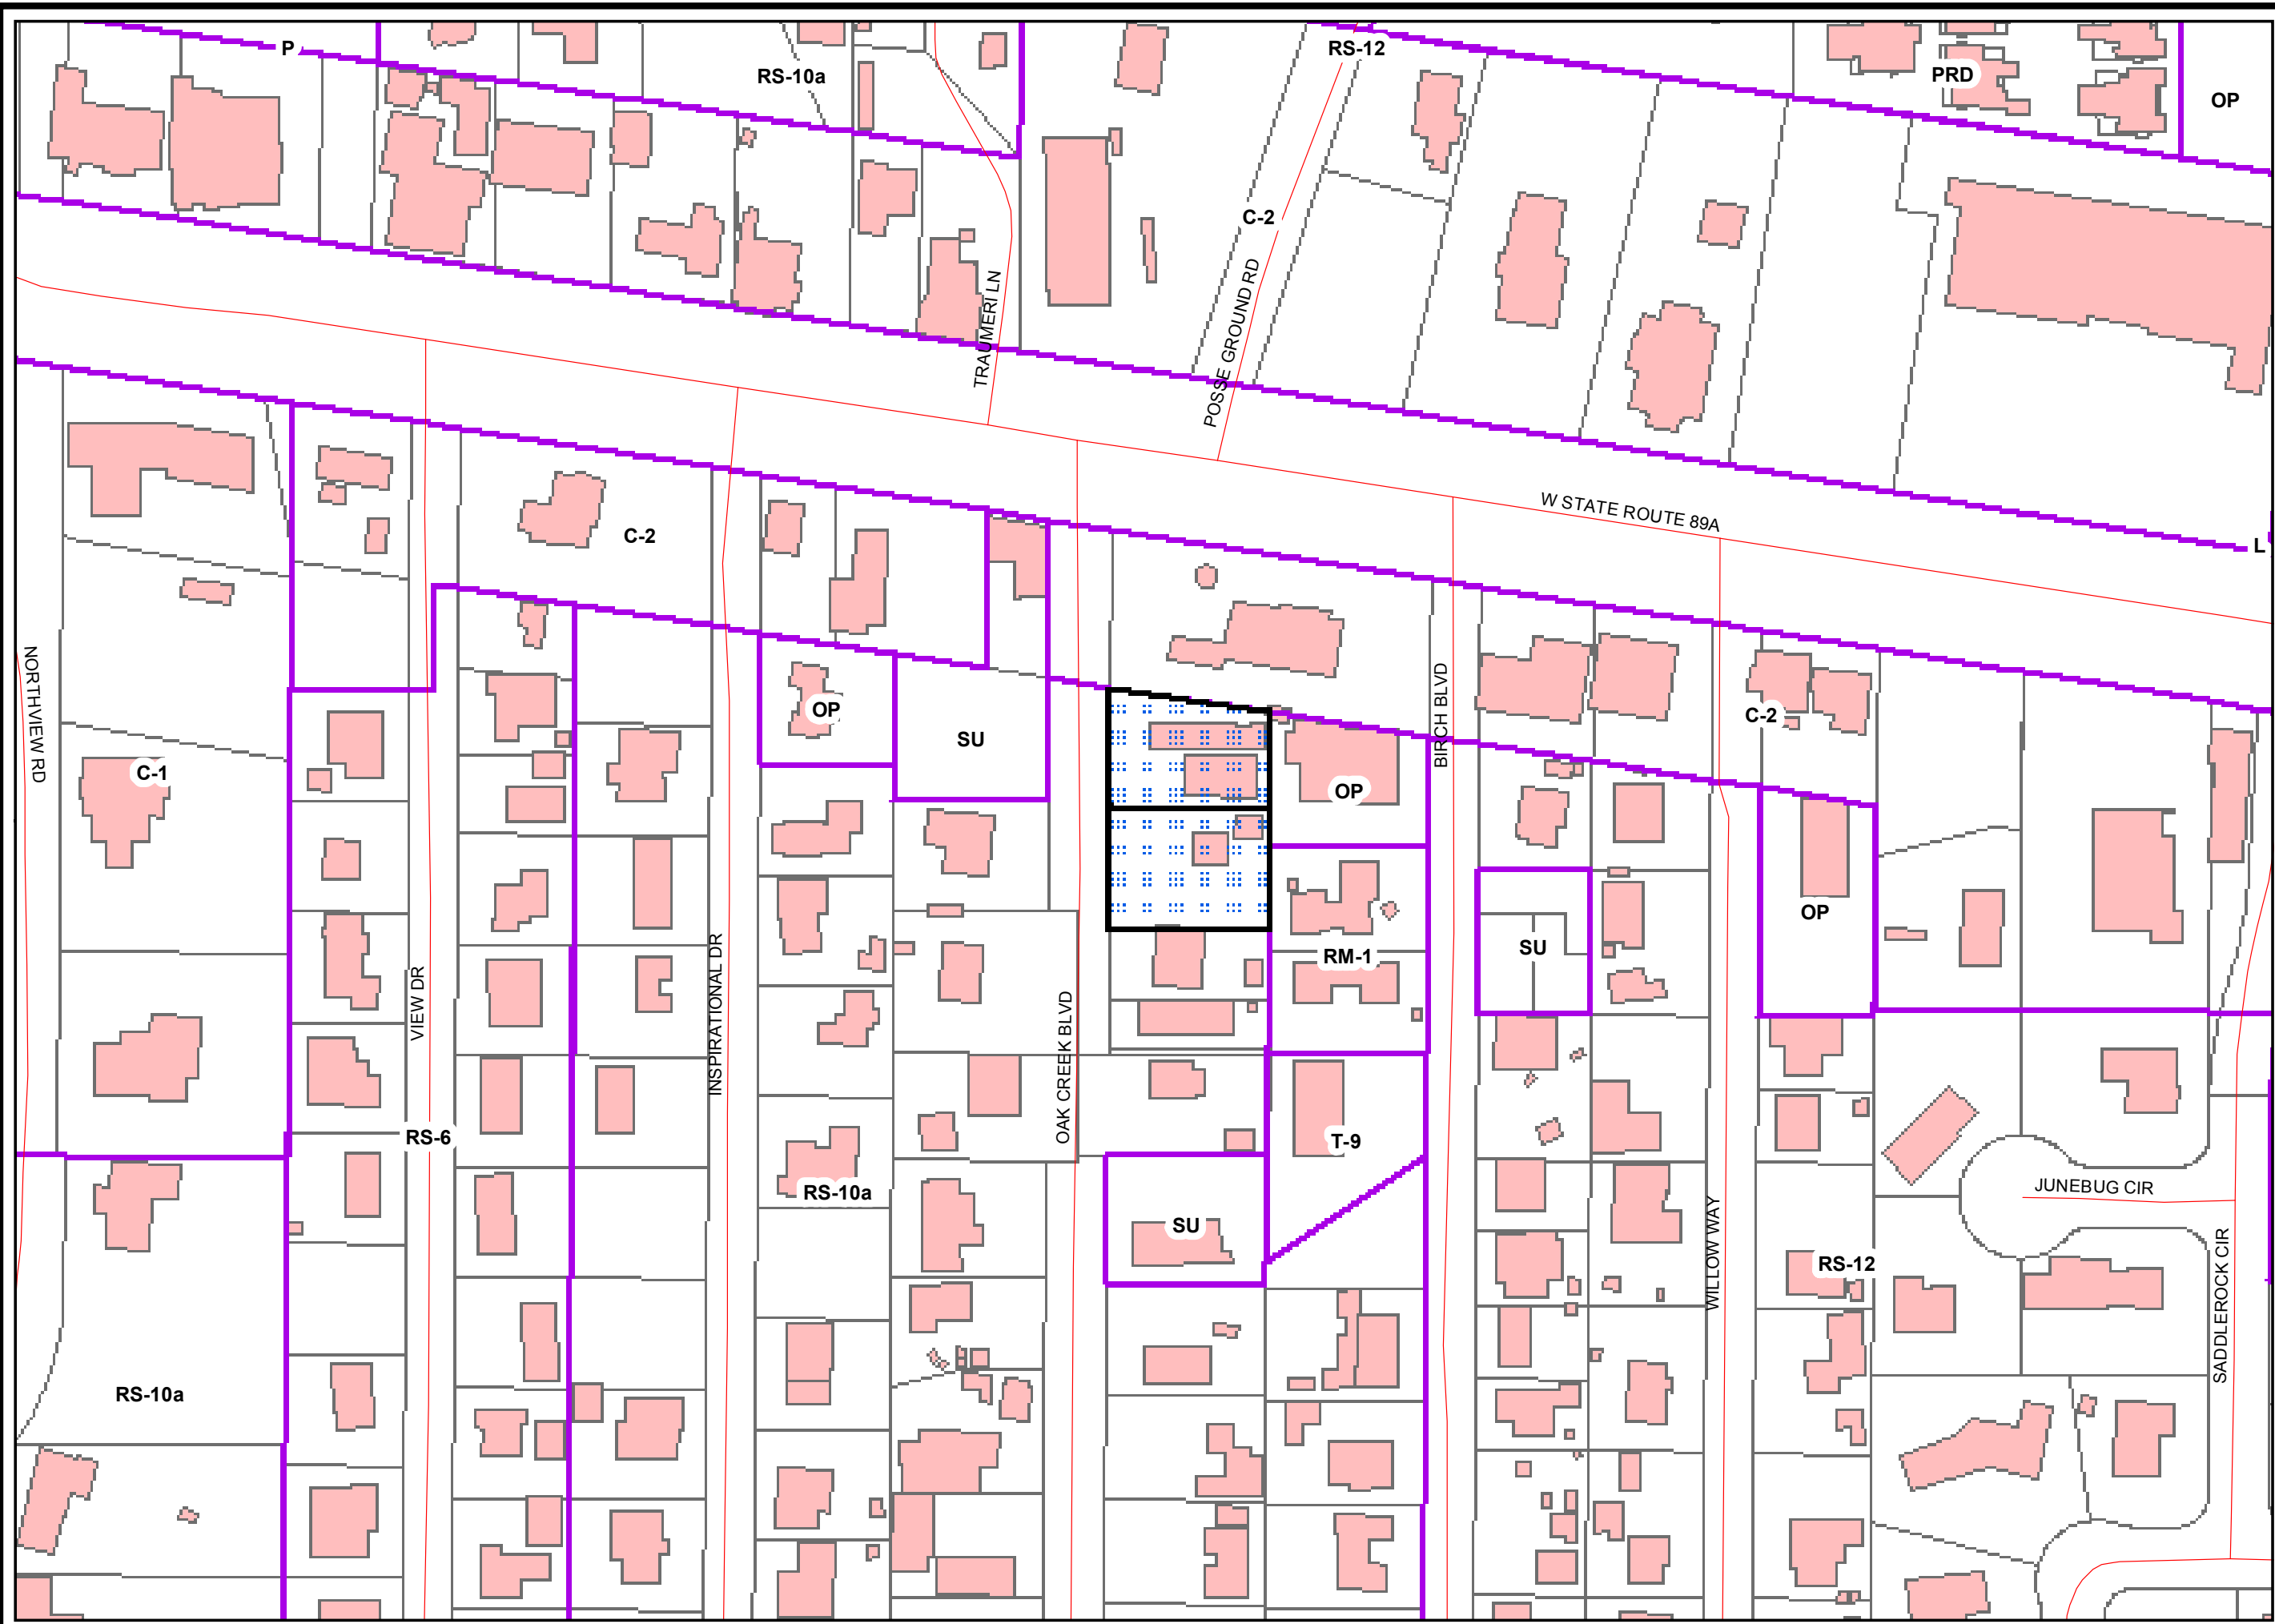 P
RS-10a
RS-12
PRD
OP
C-2
TRAUMERI LN
POSSE GROUND RD
W STATE ROUTE 89A
L
C-2
NORTHVIEW RD
C-1
OP
SU
OP
BIRCH BLVD
C-2
OP
SU
RM-1
VIEW DR
INSPIRATIONAL DR
OAK CREEK BLVD
RS-6
T-9
RS-10a
SU
WILLOW WAY
JUNEBUG CIR
RS-12
SADDLEROCK CIR
RS-10a